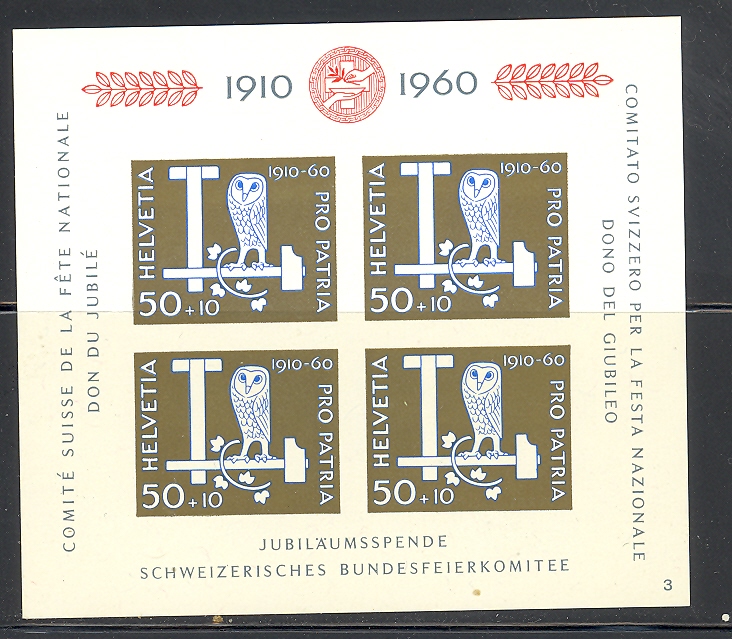 1910 1960
COMITÉ SUISSE DE LA FÊTE NATIONALE
DON DU JUBILÉ
HELVETIA
1910-60
PRO PATRIA
50+10
HELVETIA
1910-60
PRO PATRIA
50+10
HELVETIA
1910-60
PRO PATRIA
50+10
HELVETIA
1910-60
PRO PATRIA
50+10
COMITATO SVIZZERO PER LA FESTA NAZIONALE
DONO DEL GIUBILEO
JUBILÄUMSSPENDE
SCHWEIZERISCHES BUNDESFEIERKOMITEE
3